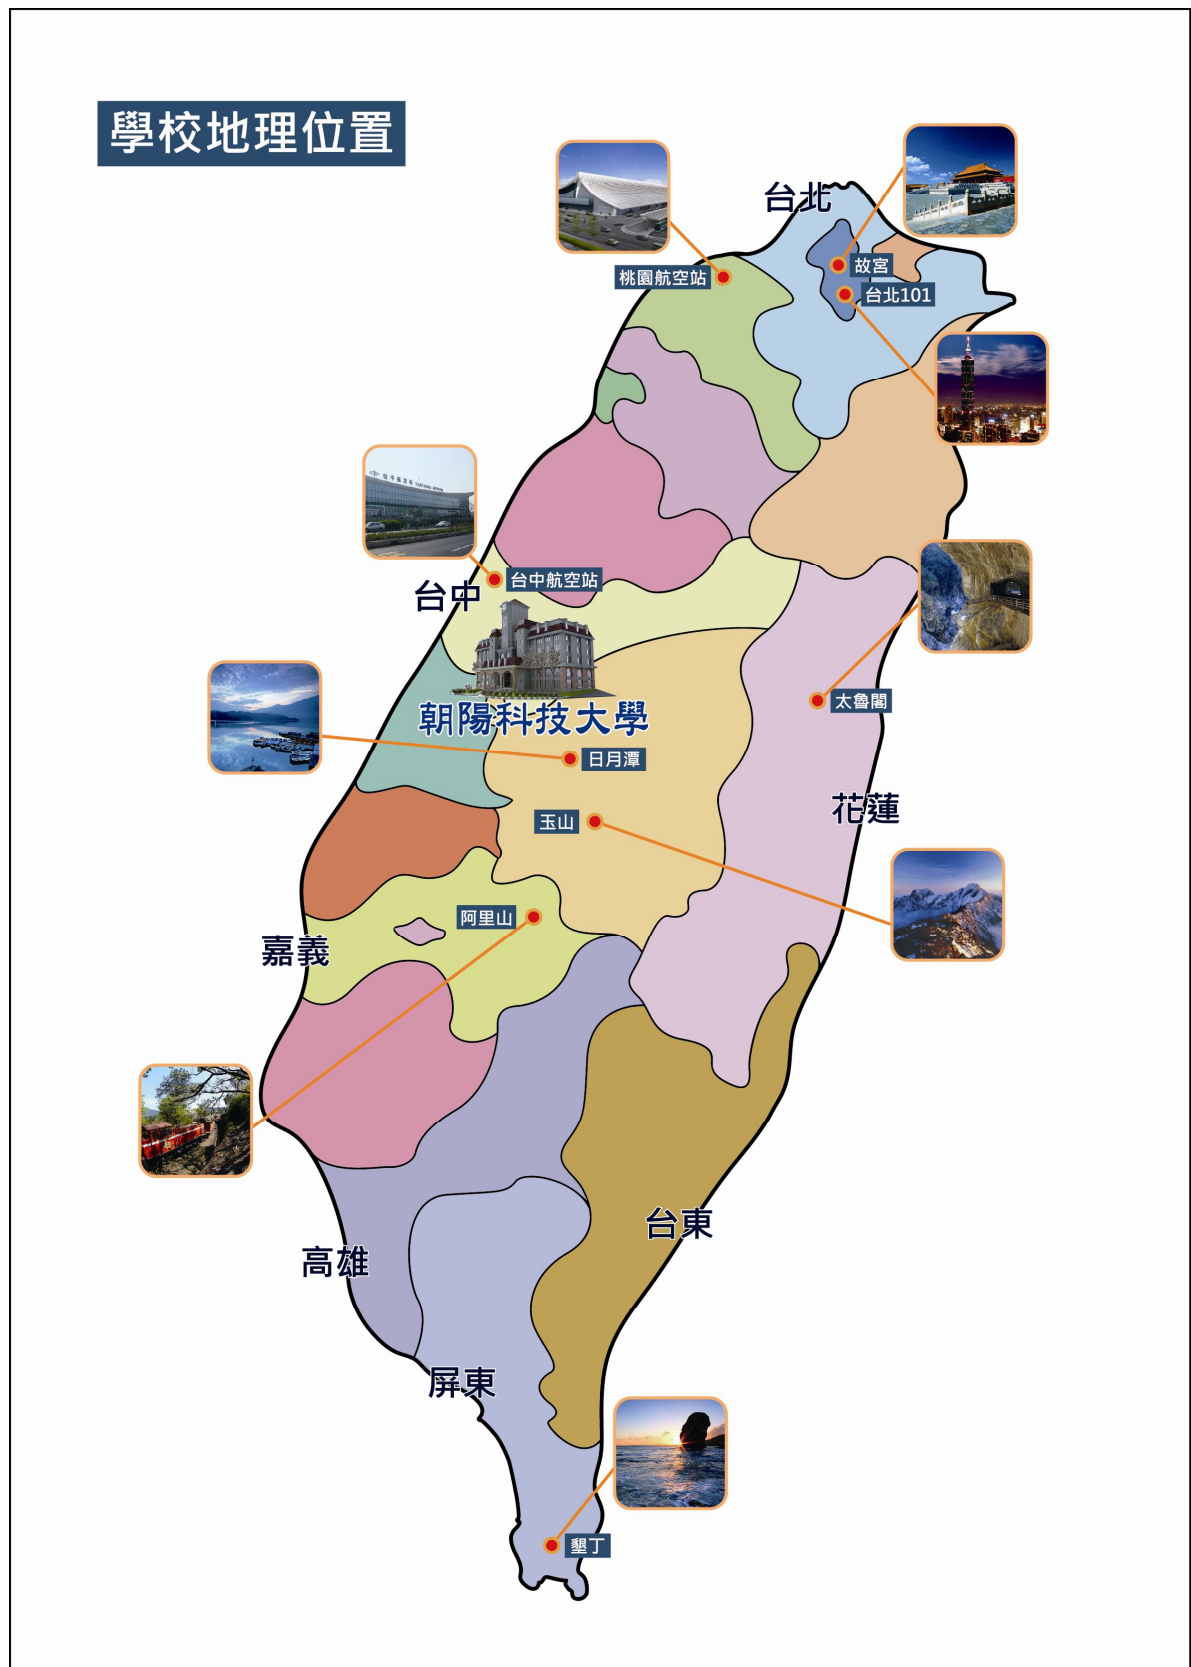 學校地理位置
台北
故宮
桃園航空站
台北101
台中航空站
台中
太魯閣
朝陽科技大學
日月潭
花蓮
玉山
阿里山
嘉義
台東
高雄
屏東
墾丁